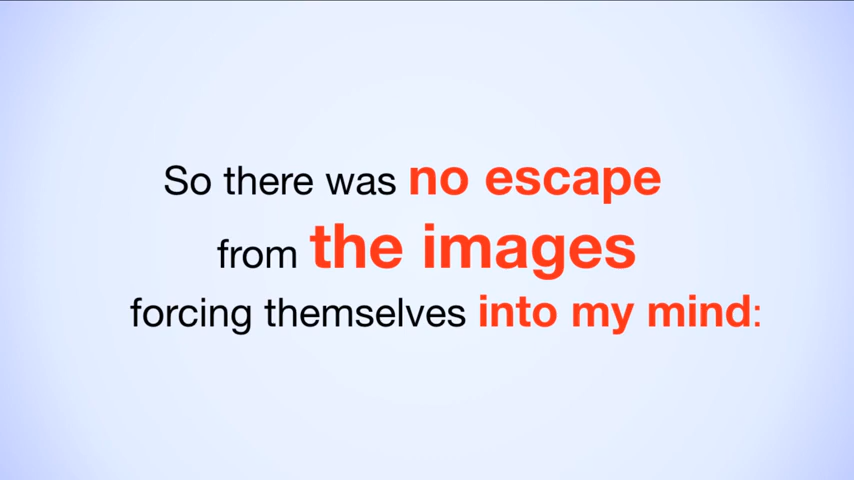 So there was no escape
from the images
forcing themselves into my mind: